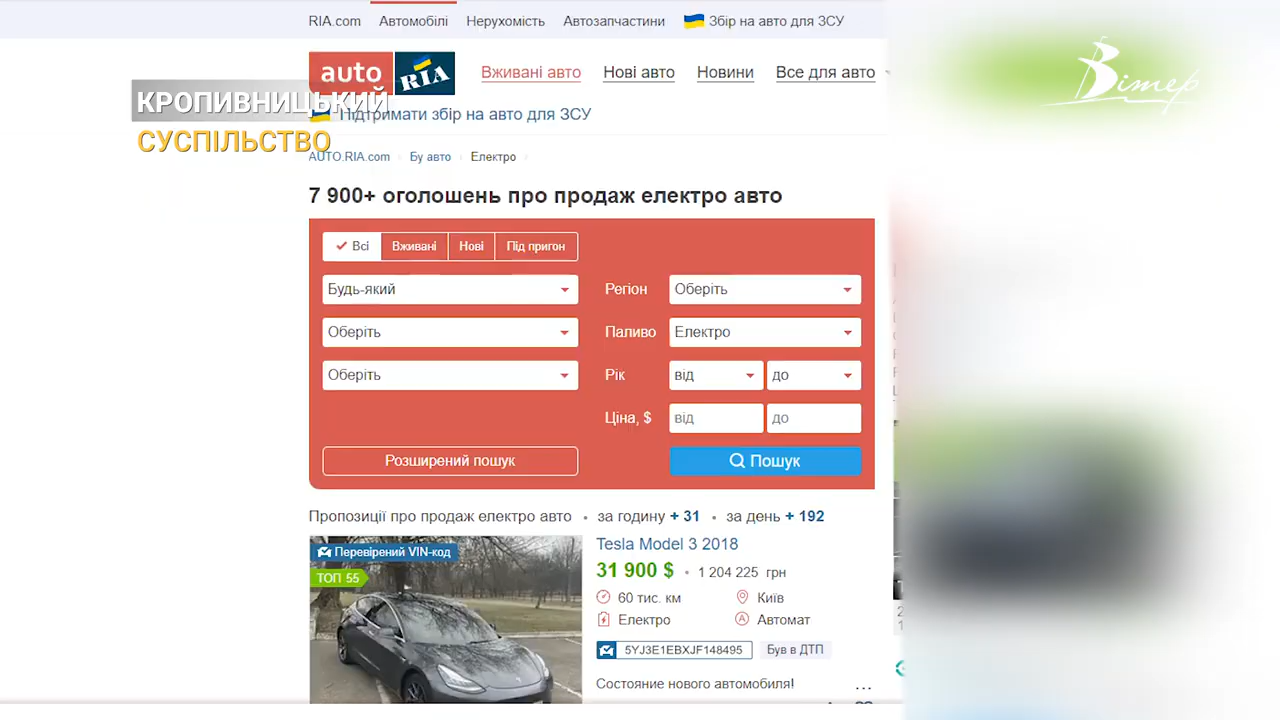 RIA.com Автомобілі Нерухомість Автозапчастини Збір на авто для ЗСУ
Вітер
auto RIA Вживані авто Нові авто Новини Все для авто
КРОПИВНИЦЬКИЙ
Підтримати збір на авто для ЗСУ
СУСПІЛЬСТВО
AUTO.RIA.com Бу авто Електро
7 900+ оголошень про продаж електро авто
Всі Вживані Нові Під пригон
Будь-який Регіон Оберіть
Оберіть Паливо Електро
Оберіть Рік від до
Ціна, $ від до
Розширений пошук Пошук
Пропозиції про продаж електро авто • за годину + 31 • за день + 192
Перевірений VIN-код
ТОП 55
Tesla Model 3 2018
31 900 $ • 1 204 225 грн
60 тис. км Київ
Електро Автомат
5YJ3E1EBXJF148495 Був в ДТП
Состояние нового автомобиля! ...